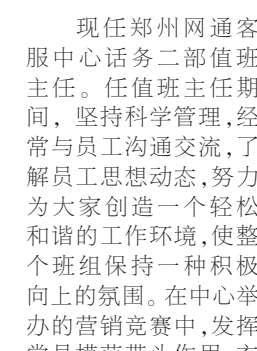 现任郑州网通客
服中心话务二部值班
主任。任值班主任期
间，坚持科学管理,经
常与员工沟通交流,了
解员工思想动态,努力
为大家创造一个轻松
和谐的工作环境,使整
个班组保持一种积极
向上的氛围。在中心举
办的营销竞赛中,发挥